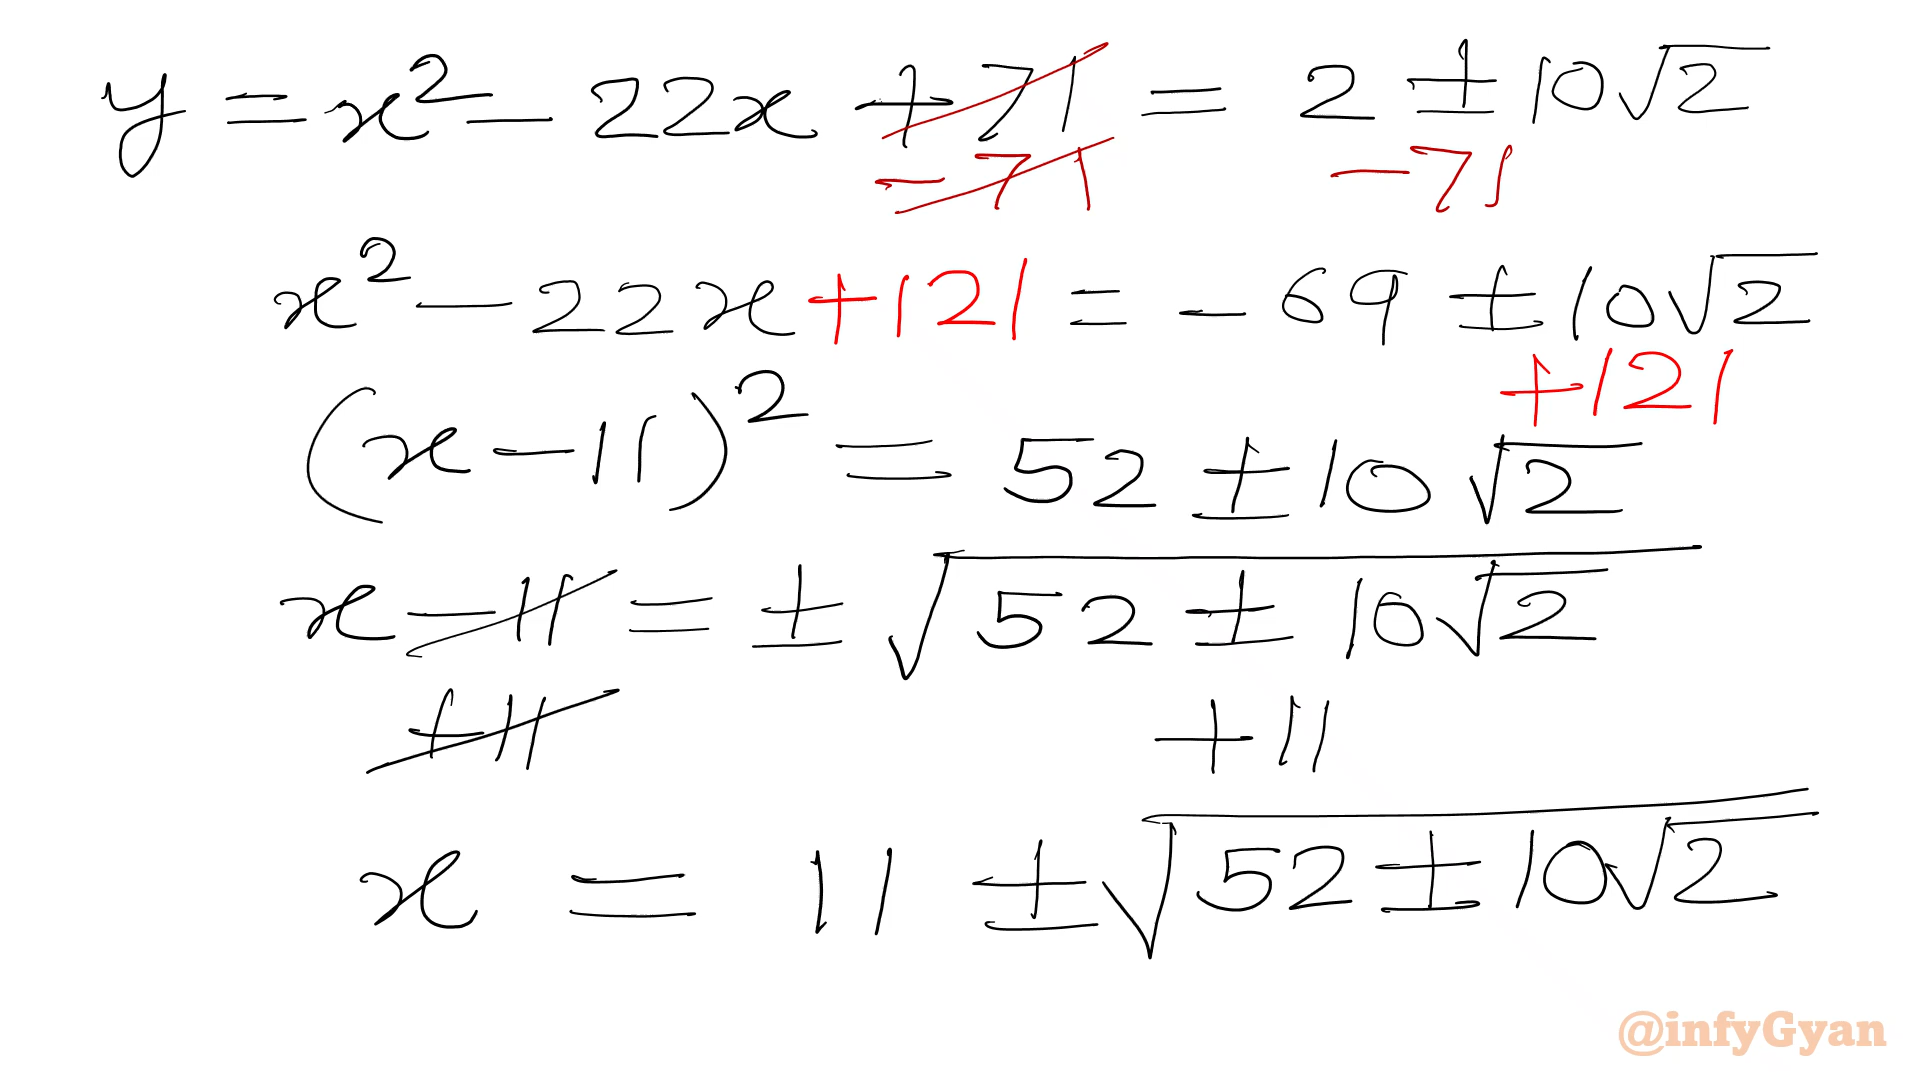 y = x² - 22x + 71 = 2 ± 10√2
- 71 - 71
x² - 22x + 121 = - 69 ± 10√2
+ 121
(x - 11)² = 52 ± 10√2
x - 11 = ± √(52 ± 10√2)
+ 11 + 11
x = 11 ± √(52 ± 10√2)
@infyGyan